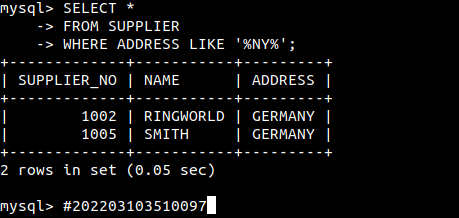 mysql> SELECT *
    -> FROM SUPPLIER
    -> WHERE ADDRESS LIKE '%NY%';
+-------------+-----------+---------+
| SUPPLIER_NO | NAME      | ADDRESS |
+-------------+-----------+---------+
|        1002 | RINGWORLD | GERMANY |
|        1005 | SMITH     | GERMANY |
+-------------+-----------+---------+
2 rows in set (0.05 sec)
mysql> #202203103510097